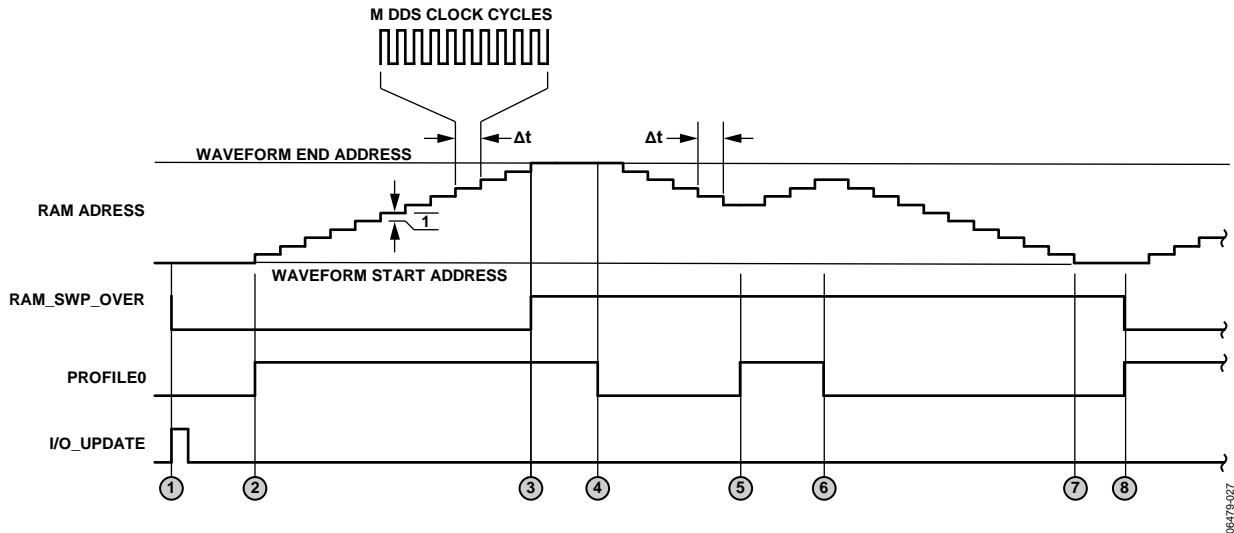 M DDS CLOCK CYCLES
Δt
Δt
WAVEFORM END ADDRESS
RAM ADRESS
1
WAVEFORM START ADDRESS
RAM_SWP_OVER
PROFILE0
I/O_UPDATE
1 2 3 4 5 6 7 8
06479-027